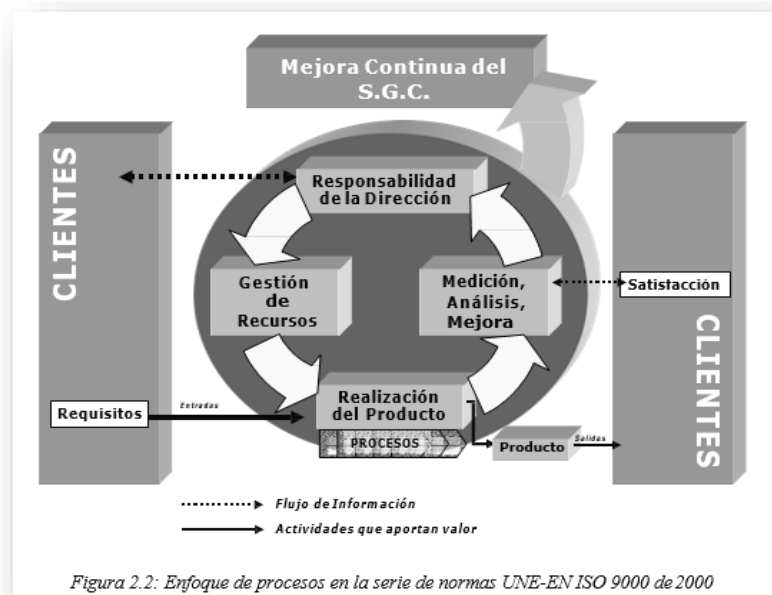 Mejora Continua del
S.G.C.
CLIENTES
Responsabilidad
de la Dirección
Gestión
de
Recursos
Medición,
Análisis,
Mejora
Satisfacción
CLIENTES
Realización
del Producto
Requisitos
Entradas
PROCESOS
Producto
Salidas
Flujo de Información
Actividades que aportan valor
Figura 2.2: Enfoque de procesos en la serie de normas UNE-EN ISO 9000 de 2000